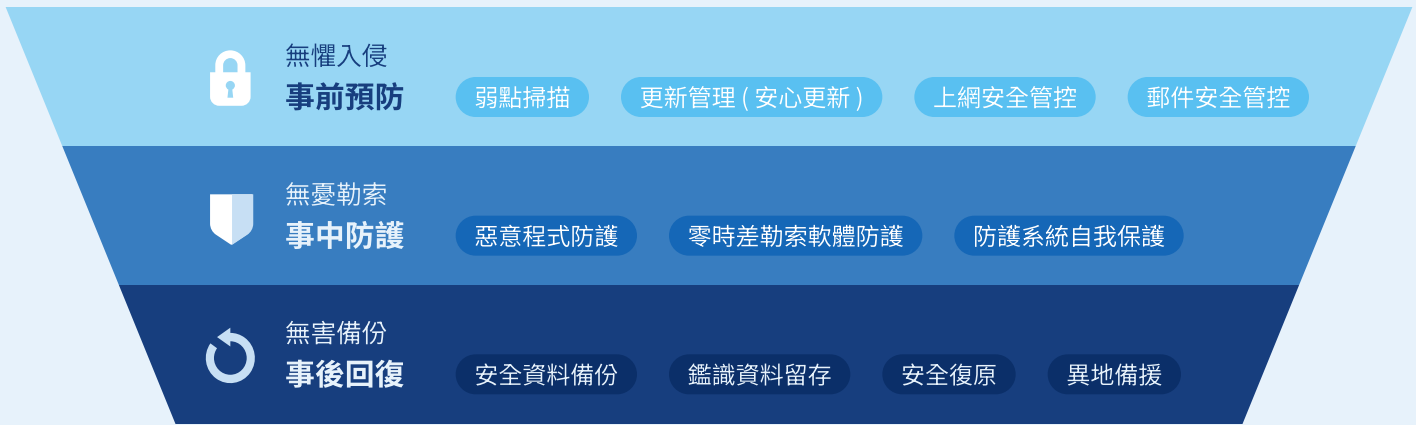 無懼入侵
事前預防
弱點掃描
更新管理 ( 安心更新 )
上網安全管控
郵件安全管控
無憂勒索
事中防護
惡意程式防護
零時差勒索軟體防護
防護系統自我保護
無害備份
事後回復
安全資料備份
鑑識資料留存
安全復原
異地備援